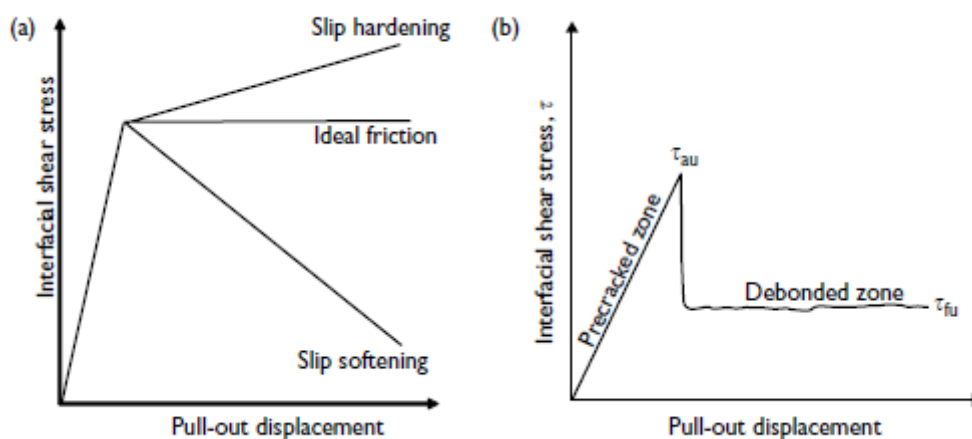 (a)
Slip hardening
Ideal friction
Slip softening
Interfacial shear stress
Pull-out displacement
(b)
Interfacial shear stress, τ
τau
Precracked zone
Debonded zone
τfu
Pull-out displacement